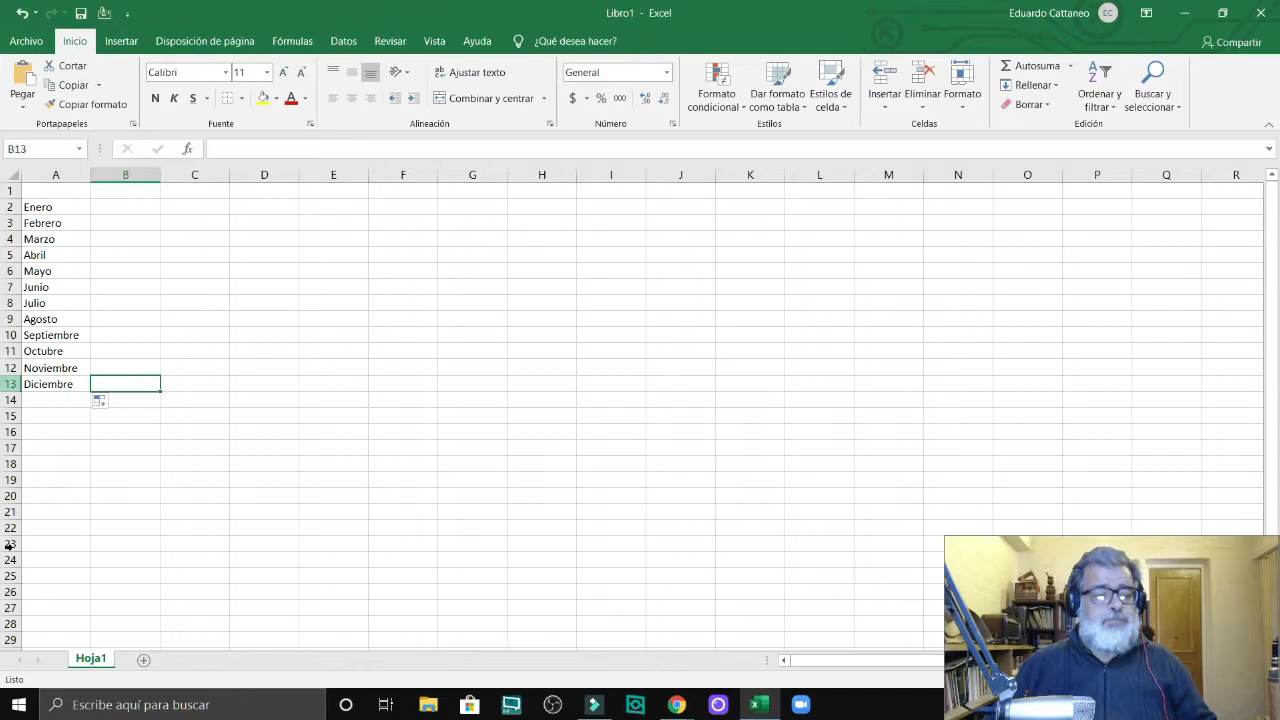 Libro1 - Excel
Eduardo Cattaneo EC
Archivo Inicio Insertar Disposición de página Fórmulas Datos Revisar Vista Ayuda ¿Qué desea hacer? Compartir
Pegar
Cortar
Copiar
Copiar formato
Portapapeles
Calibri 11
N K S A
Fuente
Ajustar texto
Combinar y centrar
Alineación
General
$ % 000
Número
Formato condicional
Dar formato como tabla
Estilos de celda
Estilos
Insertar Eliminar Formato
Celdas
Autosuma
Rellenar
Borrar
Ordenar y filtrar
Buscar y seleccionar
Edición
B13 fx
A B C D E F G H I J K L M N O P Q R
1
2 Enero
3 Febrero
4 Marzo
5 Abril
6 Mayo
7 Junio
8 Julio
9 Agosto
10 Septiembre
11 Octubre
12 Noviembre
13 Diciembre
14
15
16
17
18
19
20
21
22
23
24
25
26
27
28
29
Hoja1
Listo
Escribe aquí para buscar